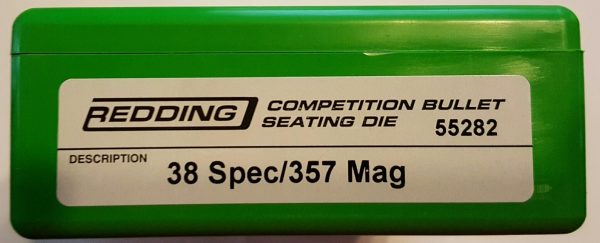 REDDING COMPETITION BULLET
SEATING DIE 55282
DESCRIPTION 38 Spec/357 Mag